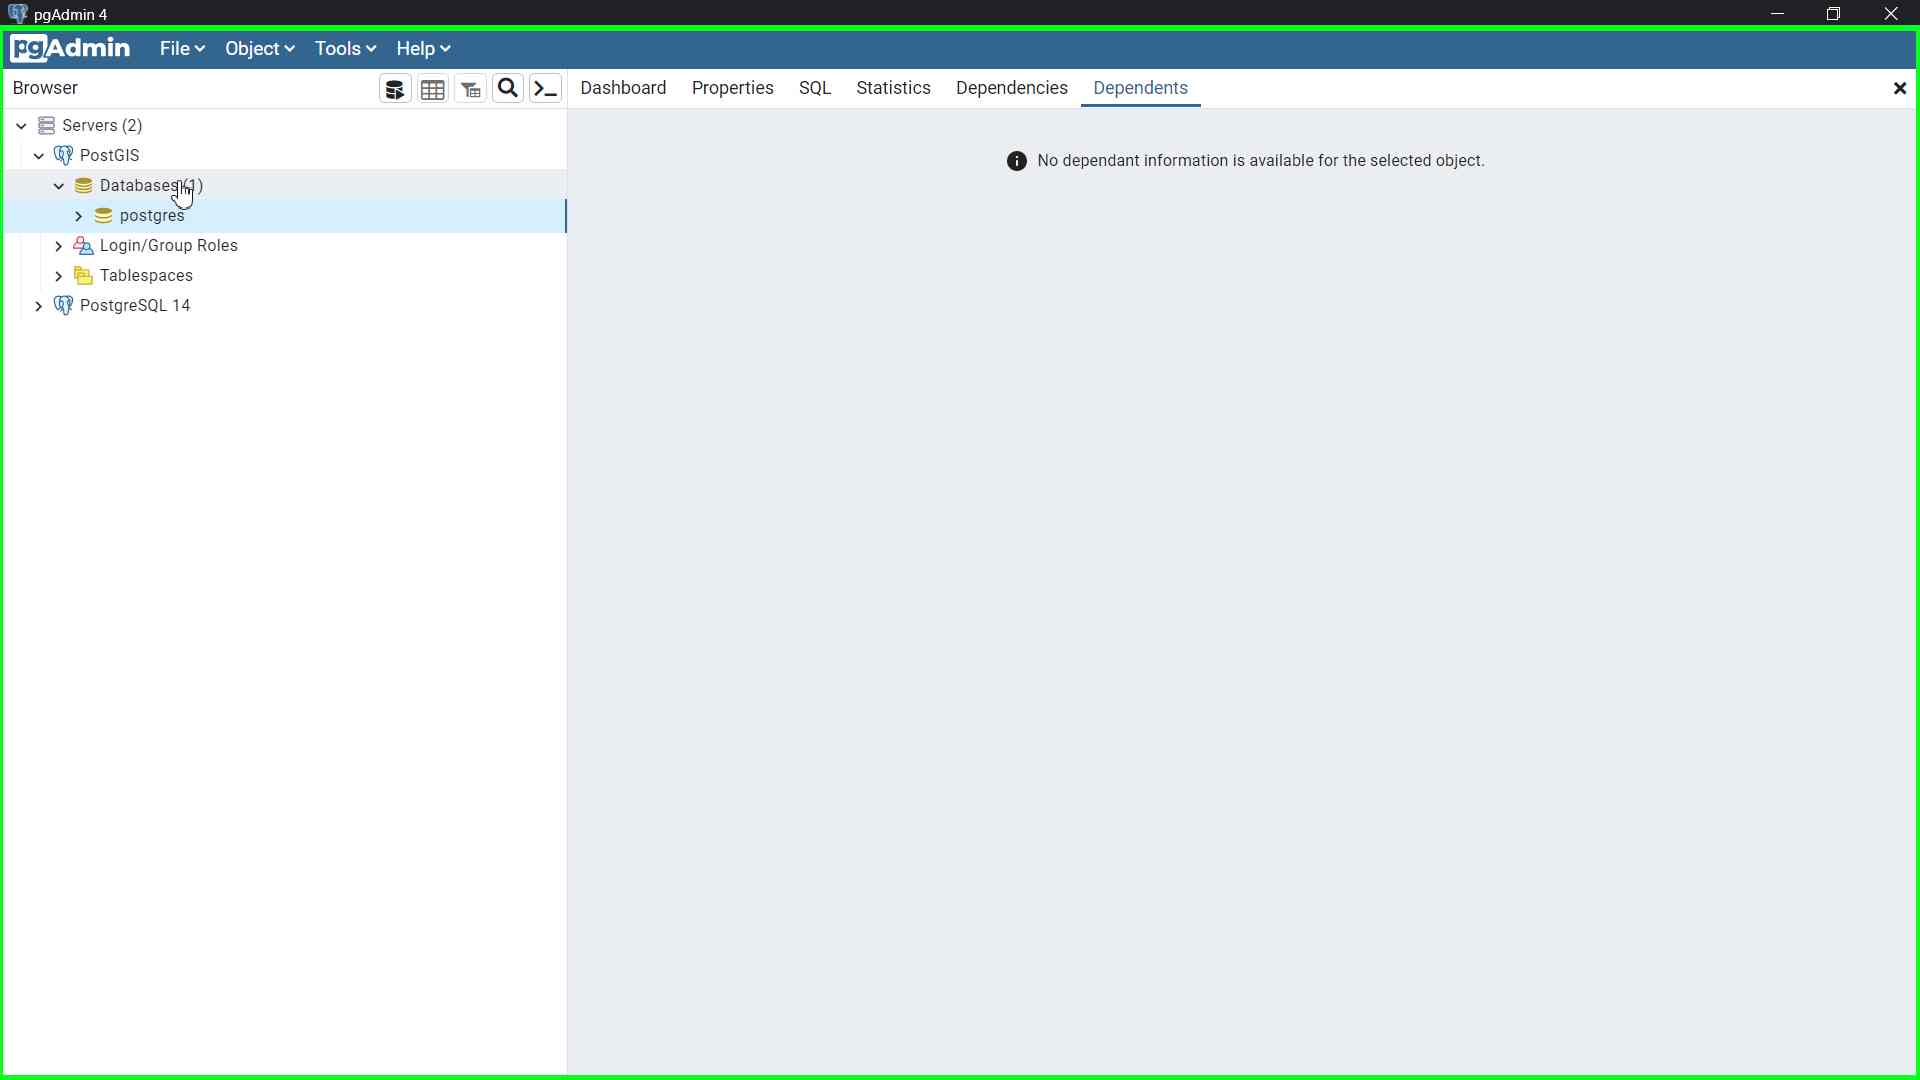 pgAdmin 4
pgAdmin File Object Tools Help
Browser
Dashboard Properties SQL Statistics Dependencies Dependents
Servers (2)
PostGIS
Databases (1)
postgres
Login/Group Roles
Tablespaces
PostgreSQL 14
No dependant information is available for the selected object.